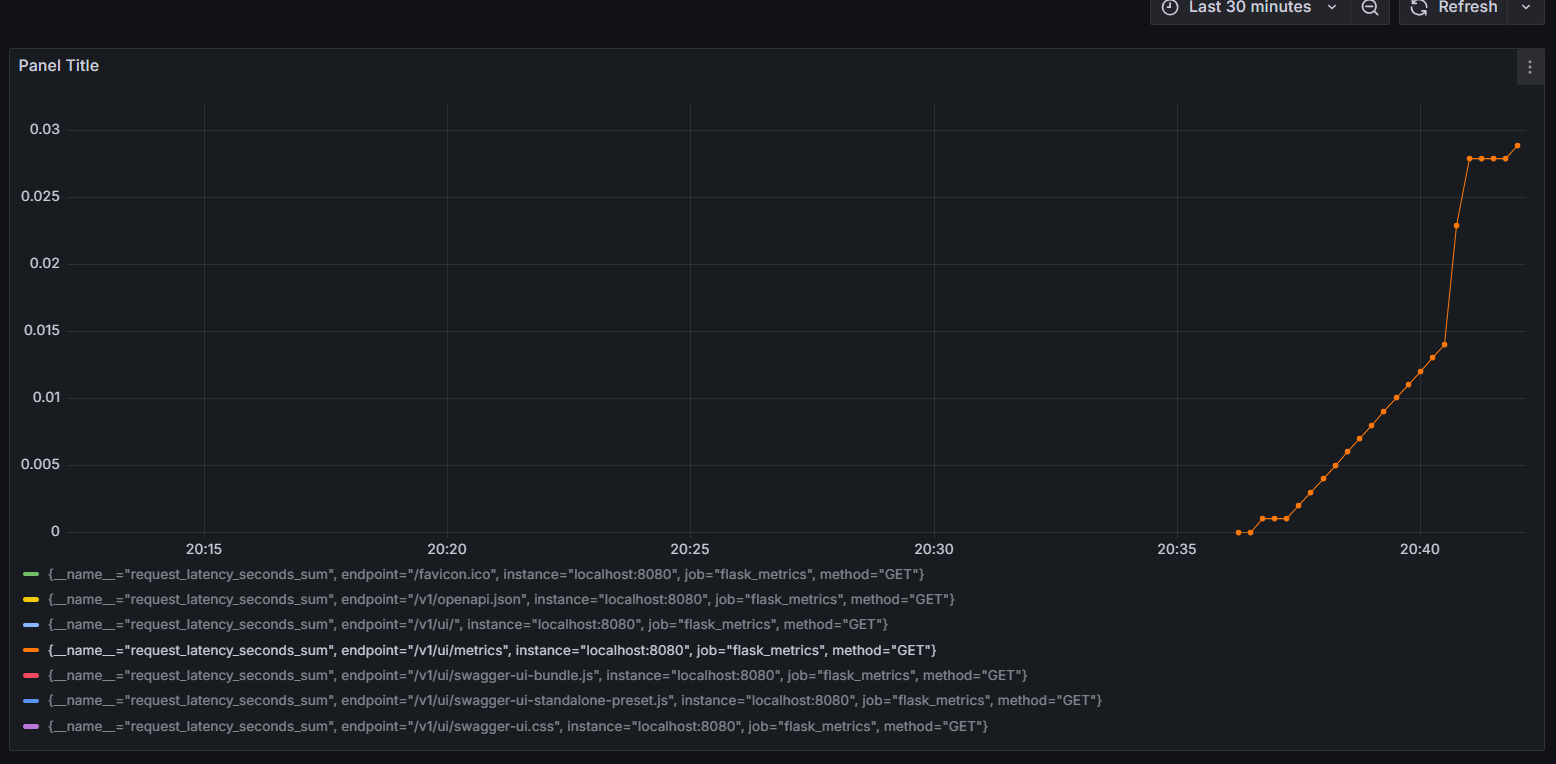 Last 30 minutes Refresh
Panel Title
0.03
0.025
0.02
0.015
0.01
0.005
0
20:15 20:20 20:25 20:30 20:35 20:40
{__name__="request_latency_seconds_sum", endpoint="/favicon.ico", instance="localhost:8080", job="flask_metrics", method="GET"}
{__name__="request_latency_seconds_sum", endpoint="/v1/openapi.json", instance="localhost:8080", job="flask_metrics", method="GET"}
{__name__="request_latency_seconds_sum", endpoint="/v1/ui/", instance="localhost:8080", job="flask_metrics", method="GET"}
{__name__="request_latency_seconds_sum", endpoint="/v1/ui/metrics", instance="localhost:8080", job="flask_metrics", method="GET"}
{__name__="request_latency_seconds_sum", endpoint="/v1/ui/swagger-ui-bundle.js", instance="localhost:8080", job="flask_metrics", method="GET"}
{__name__="request_latency_seconds_sum", endpoint="/v1/ui/swagger-ui-standalone-preset.js", instance="localhost:8080", job="flask_metrics", method="GET"}
{__name__="request_latency_seconds_sum", endpoint="/v1/ui/swagger-ui.css", instance="localhost:8080", job="flask_metrics", method="GET"}